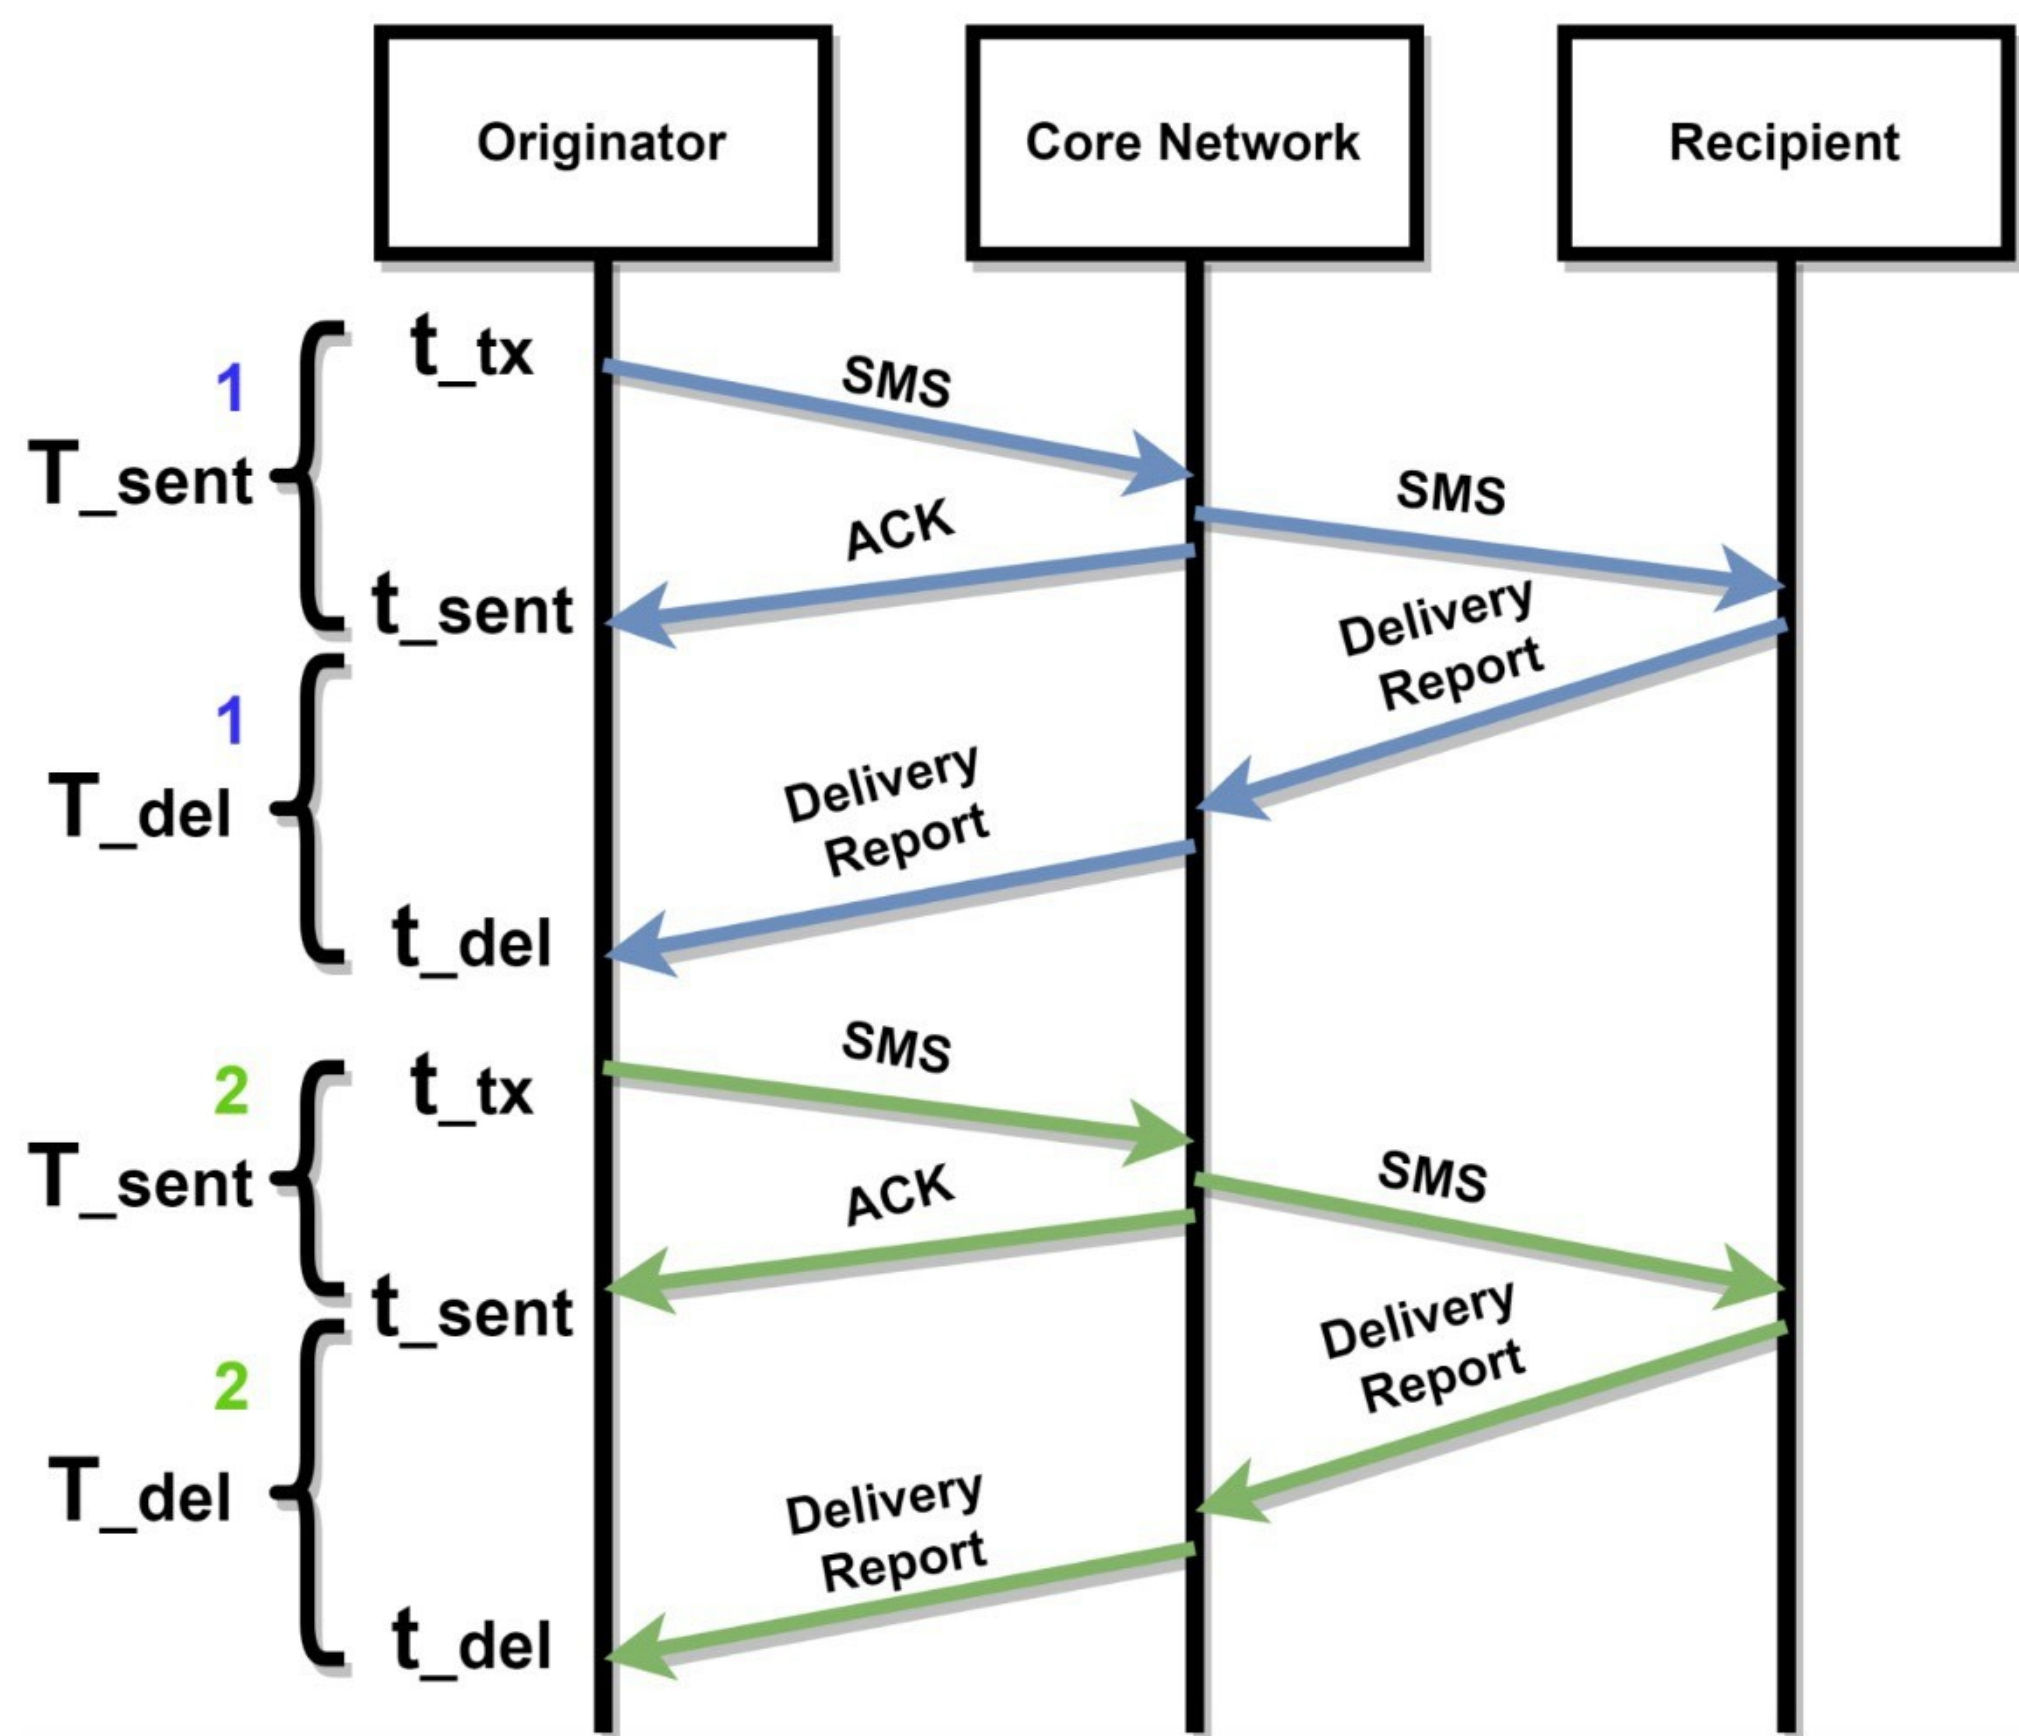 Originator
Core Network
Recipient
t_tx
SMS
1
T_sent
SMS
ACK
t_sent
Delivery
Report
1
T_del
Delivery
Report
t_del
SMS
2
t_tx
T_sent
ACK
SMS
t_sent
Delivery
Report
2
T_del
Delivery
Report
t_del